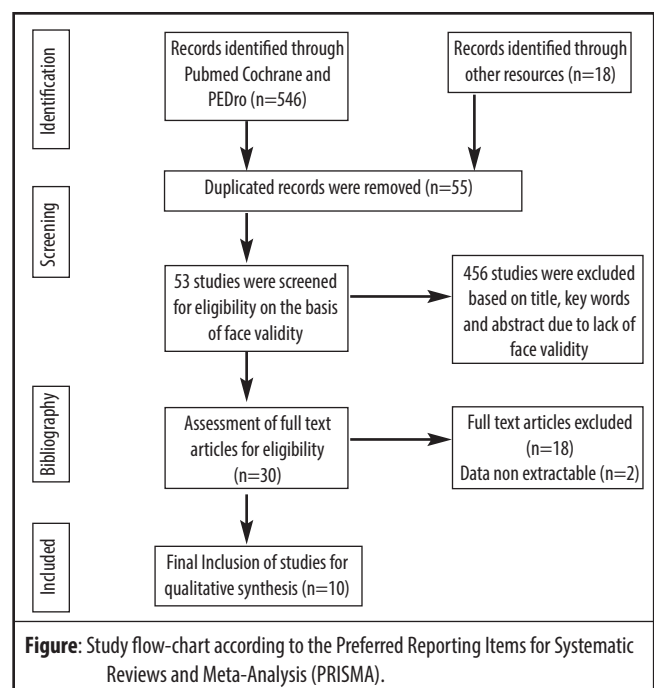 Identification
Records identified through
Pubmed Cochrane and
PEDro (n=546)
Records identified through
other resources (n=18)
Duplicated records were removed (n=55)
Screening
53 studies were screened
for eligibility on the basis
of face validity
456 studies were excluded
based on title, key words
and abstract due to lack of
face validity
Bibliography
Assessment of full text
articles for eligibility
(n=30)
Full text articles excluded
(n=18)
Data non extractable (n=2)
Included
Final Inclusion of studies for
qualitative synthesis (n=10)
Figure: Study flow-chart according to the Preferred Reporting Items for Systematic
Reviews and Meta-Analysis (PRISMA).